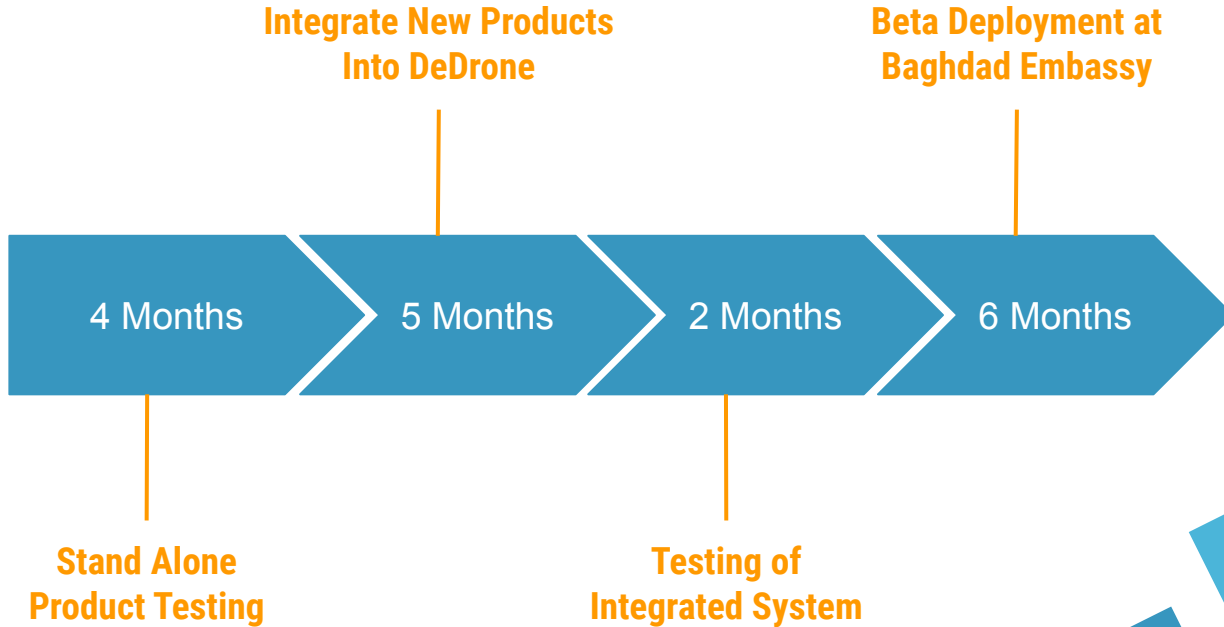 Integrate New Products
Into DeDrone
Beta Deployment at
Baghdad Embassy
4 Months
5 Months
2 Months
6 Months
Stand Alone
Product Testing
Testing of
Integrated System